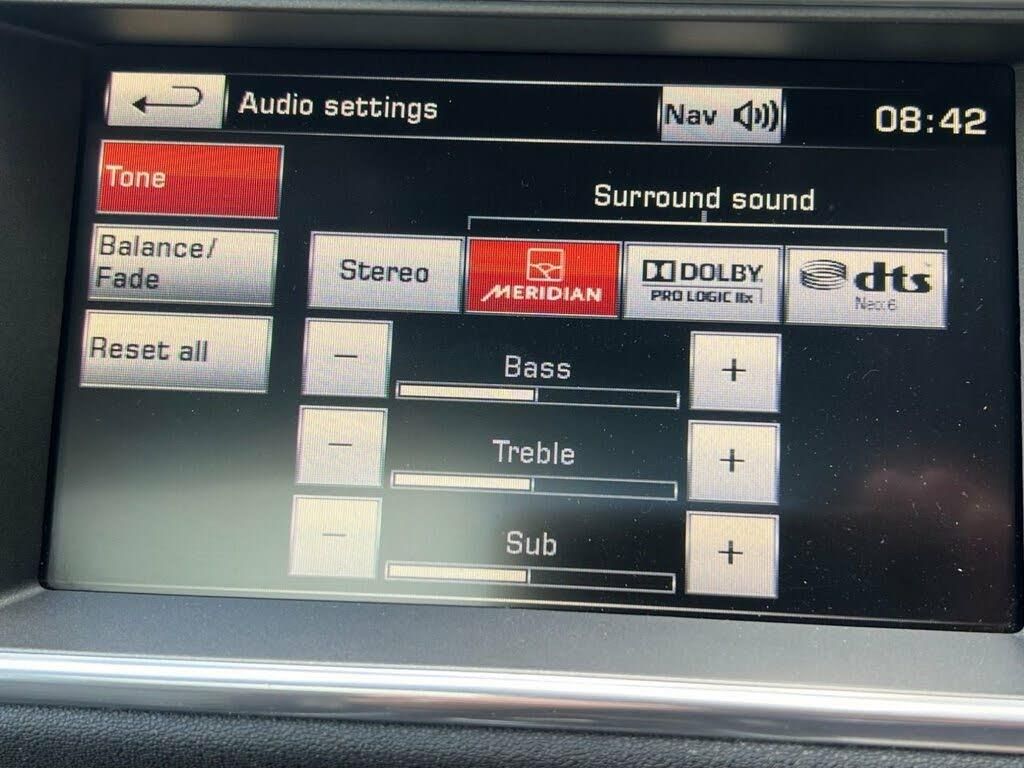 Audio settings
Nav
08:42
Tone
Balance/
Fade
Reset all
Surround sound
Stereo
MERIDIAN
DOLBY
PRO LOGIC IIx
dts
Neo:6
− Bass +
− Treble +
− Sub +